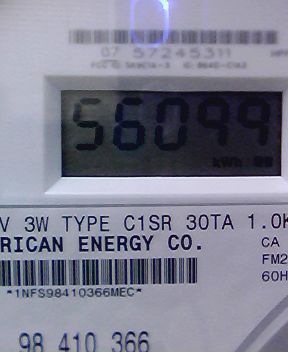 07 57245311
56099
kWh
V 3W TYPE C1SR 30TA 1.0K
RICAN ENERGY CO.
CA
FM2
60H
*1NFS98410366MEC*
98 410 366